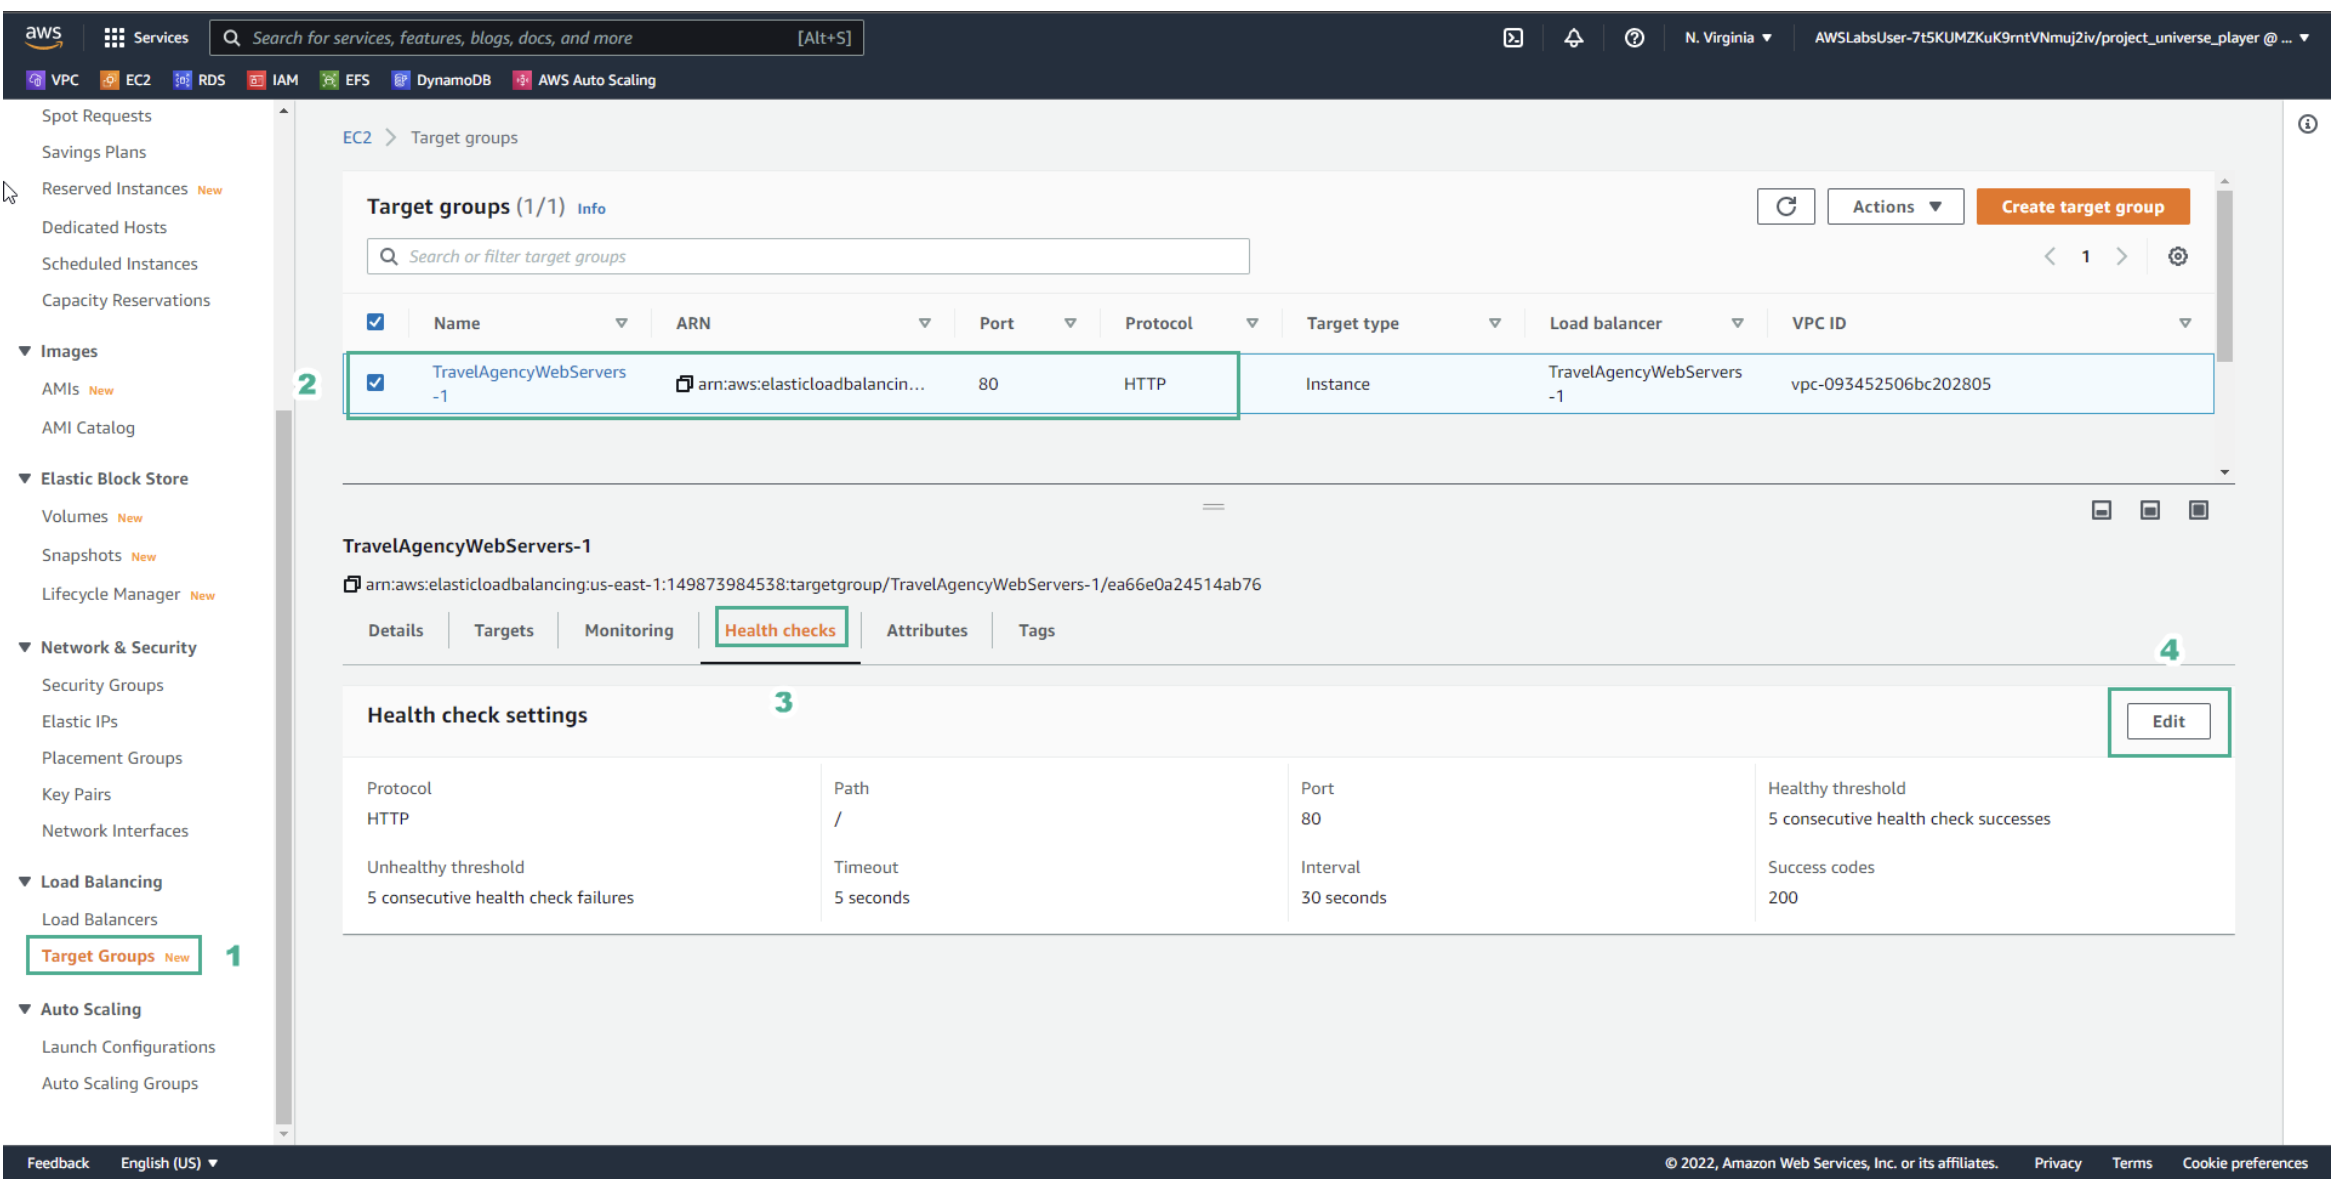 aws Services Search for services, features, blogs, docs, and more [Alt+S] N. Virginia ▼ AWSLabsUser-7t5KUMZKuK9rntVNmuj2iv/project_universe_player @ ... ▼
VPC EC2 RDS IAM EFS DynamoDB AWS Auto Scaling
Spot Requests
Savings Plans
Reserved Instances New
Dedicated Hosts
Scheduled Instances
Capacity Reservations
Images
AMIs New
AMI Catalog
Elastic Block Store
Volumes New
Snapshots New
Lifecycle Manager New
Network & Security
Security Groups
Elastic IPs
Placement Groups
Key Pairs
Network Interfaces
Load Balancing
Load Balancers
Target Groups New 1
Auto Scaling
Launch Configurations
Auto Scaling Groups
EC2 > Target groups
Target groups (1/1) Info Actions ▼ Create target group
Search or filter target groups < 1 >
Name ARN Port Protocol Target type Load balancer VPC ID
2 TravelAgencyWebServers arn:aws:elasticloadbalancin... 80 HTTP Instance TravelAgencyWebServers vpc-093452506bc202805
-1 -1
TravelAgencyWebServers-1
arn:aws:elasticloadbalancing:us-east-1:149873984538:targetgroup/TravelAgencyWebServers-1/ea66e0a24514ab76
Details Targets Monitoring Health checks Attributes Tags
4
3
Health check settings Edit
Protocol Path Port Healthy threshold
HTTP / 80 5 consecutive health check successes
Unhealthy threshold Timeout Interval Success codes
5 consecutive health check failures 5 seconds 30 seconds 200
Feedback English (US) ▼ © 2022, Amazon Web Services, Inc. or its affiliates. Privacy Terms Cookie preferences